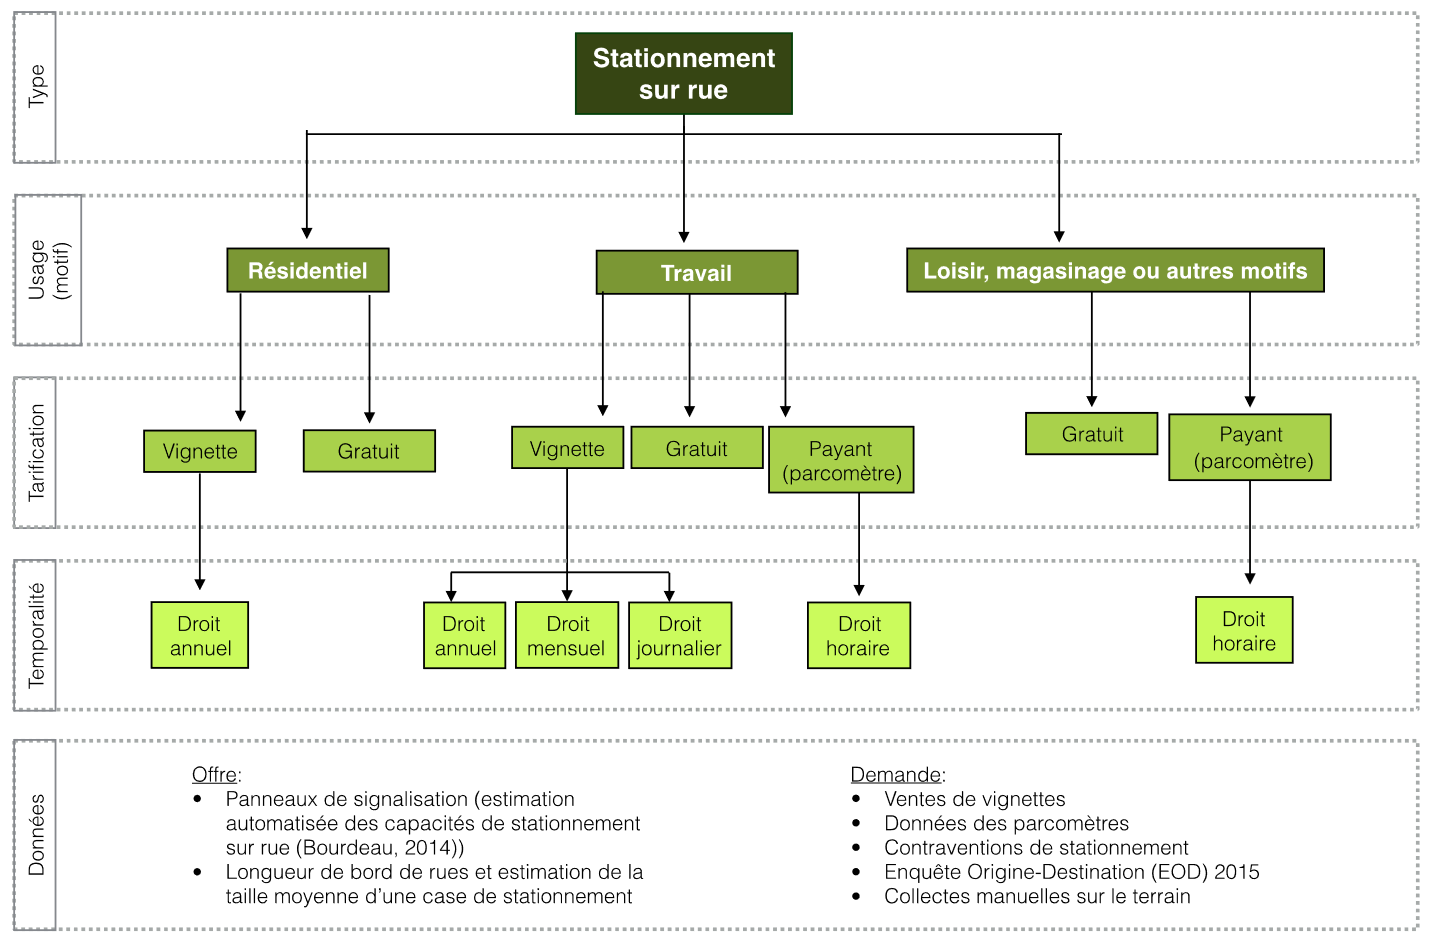 Type
Stationnement
sur rue
Usage
(motif)
Résidentiel
Travail
Loisir, magasinage ou autres motifs
Tarification
Vignette
Gratuit
Vignette
Gratuit
Payant
(parcomètre)
Gratuit
Payant
(parcomètre)
Temporalité
Droit
annuel
Droit
annuel
Droit
mensuel
Droit
journalier
Droit
horaire
Droit
horaire
Données
Offre:
• Panneaux de signalisation (estimation
automatisée des capacités de stationnement
sur rue (Bourdeau, 2014))
• Longueur de bord de rues et estimation de la
taille moyenne d'une case de stationnement
Demande:
• Ventes de vignettes
• Données des parcomètres
• Contraventions de stationnement
• Enquête Origine-Destination (EOD) 2015
• Collectes manuelles sur le terrain